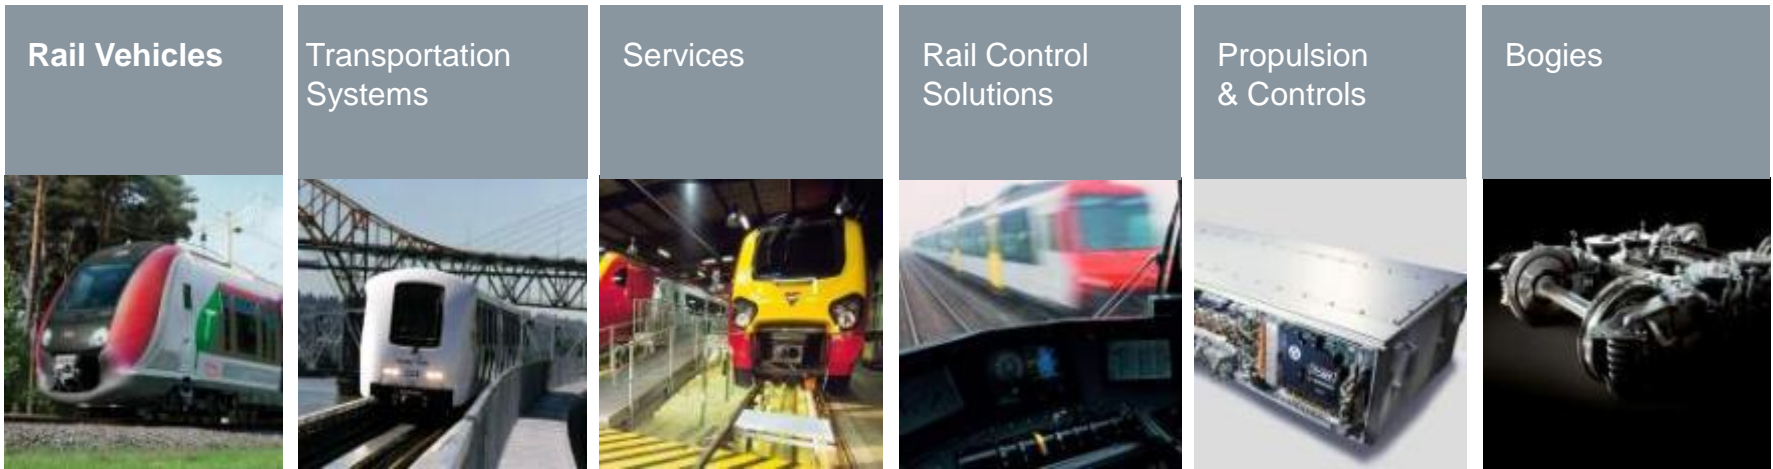 Rail Vehicles
Transportation
Systems
Services
Rail Control
Solutions
Propulsion
& Controls
Bogies